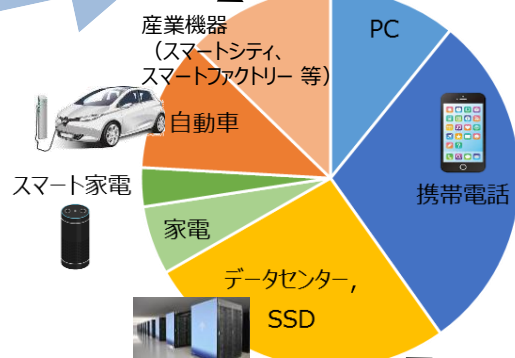 産業機器
（スマートシティ、
スマートファクトリー 等）
PC
自動車
携帯電話
スマート家電
家電
データセンター,
SSD